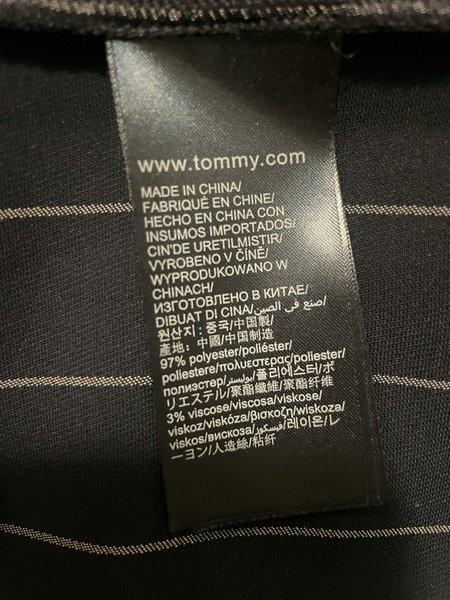 www.tommy.com
MADE IN CHINA/
FABRIQUÉ EN CHINE/
HECHO EN CHINA CON
INSUMOS IMPORTADOS/
CIN'DE URETILMISTIR/
VYROBENO V ČÍNĚ/
WYPRODUKOWANO W
CHINACH/
ИЗГОТОВЛЕНО В КИТАЕ/
DIBUAT DI CINA/صنع في الصين/
원산지: 중국/中国製/
產地: 中國/中国制造
97% polyester/poliéster/
poliestere/πολυεστερας/poliester/
полиэстер/بوليستر/폴리에스터/ポ
リエステル/聚酯纖維/聚酯纤维
3% viscose/viscosa/viskose/
viskoz/viskóza/βισκοζη/wiskoza/
viskos/вискоза/فيسكوز/레이온/レ
ーヨン/人造絲/粘纤